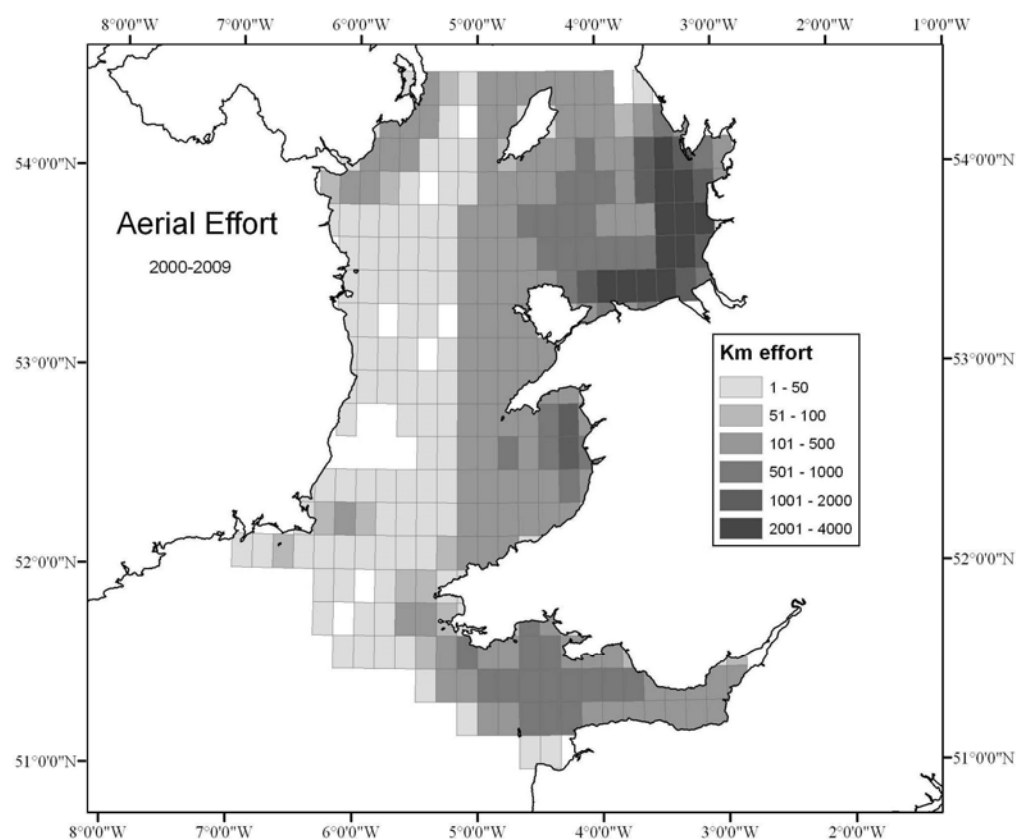 8°0'0"W 7°0'0"W 6°0'0"W 5°0'0"W 4°0'0"W 3°0'0"W 2°0'0"W 1°0'0"W
54°0'0"N 54°0'0"N
Aerial Effort
2000-2009
53°0'0"N 53°0'0"N
Km effort
1 - 50
51 - 100
101 - 500
501 - 1000
1001 - 2000
2001 - 4000
52°0'0"N 52°0'0"N
51°0'0"N 51°0'0"N
8°0'0"W 7°0'0"W 6°0'0"W 5°0'0"W 4°0'0"W 3°0'0"W 2°0'0"W